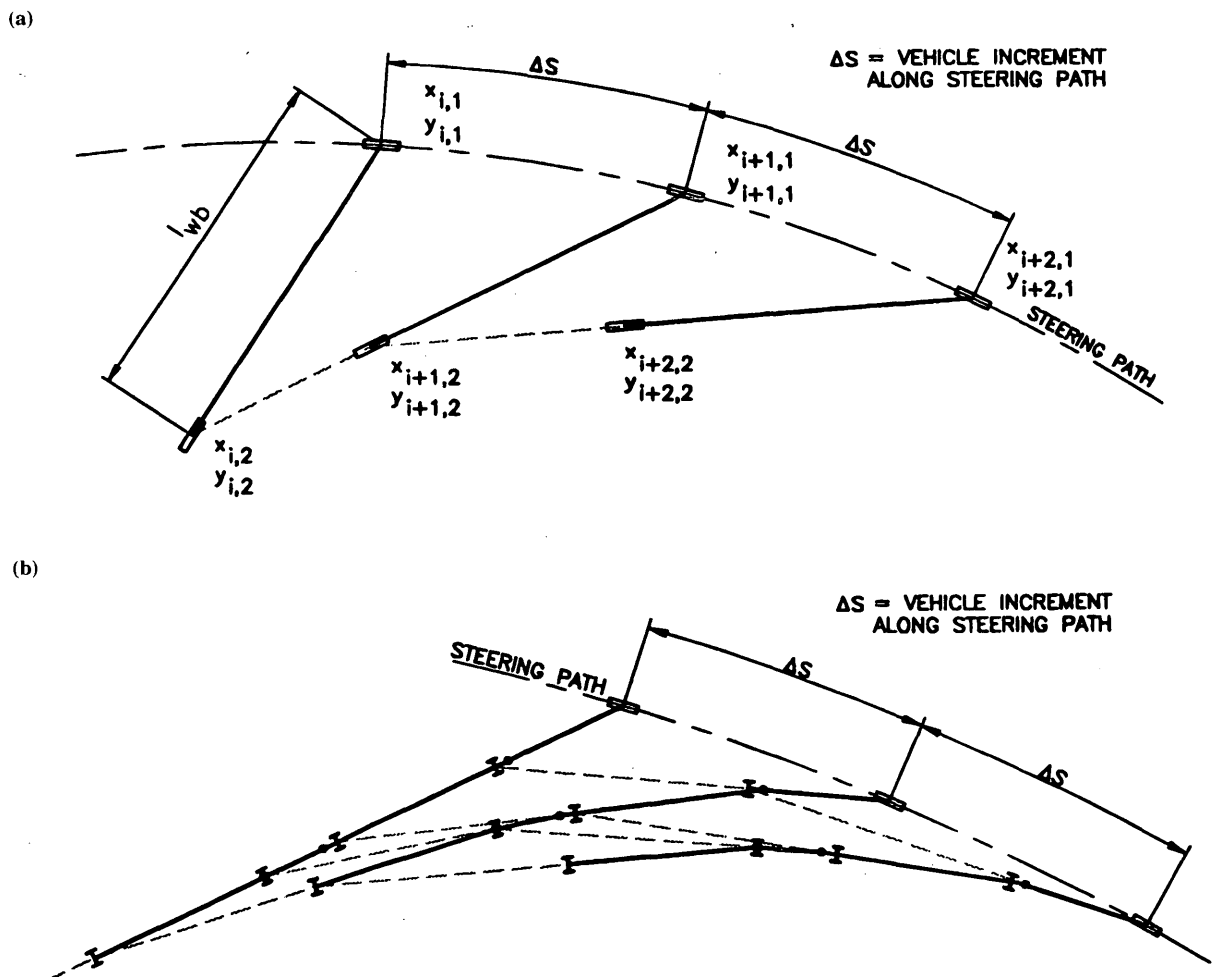 (a)
ΔS = VEHICLE INCREMENT
ALONG STEERING PATH
ΔS
ΔS
x i,1
y i,1
x i+1,1
y i+1,1
x i+2,1
y i+2,1
l wb
STEERING PATH
x i+1,2
y i+1,2
x i+2,2
y i+2,2
x i,2
y i,2
(b)
ΔS = VEHICLE INCREMENT
ALONG STEERING PATH
STEERING PATH
ΔS
ΔS